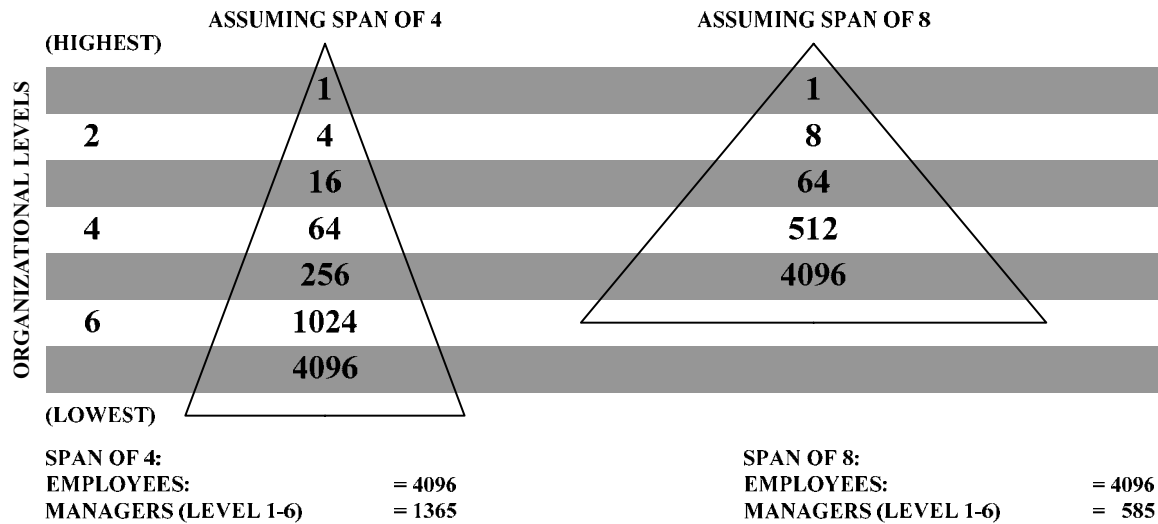 ASSUMING SPAN OF 4
ASSUMING SPAN OF 8
(HIGHEST)
ORGANIZATIONAL LEVELS
1 1
2 4 8
16 64
4 64 512
256 4096
6 1024
4096
(LOWEST)
SPAN OF 4:
EMPLOYEES: = 4096
MANAGERS (LEVEL 1-6) = 1365
SPAN OF 8:
EMPLOYEES: = 4096
MANAGERS (LEVEL 1-6) = 585